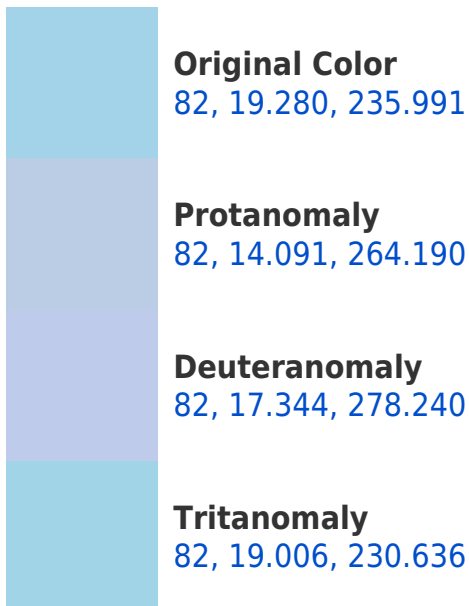 Original Color
82, 19.280, 235.991
Protanomaly
82, 14.091, 264.190
Deuteranomaly
82, 17.344, 278.240
Tritanomaly
82, 19.006, 230.636